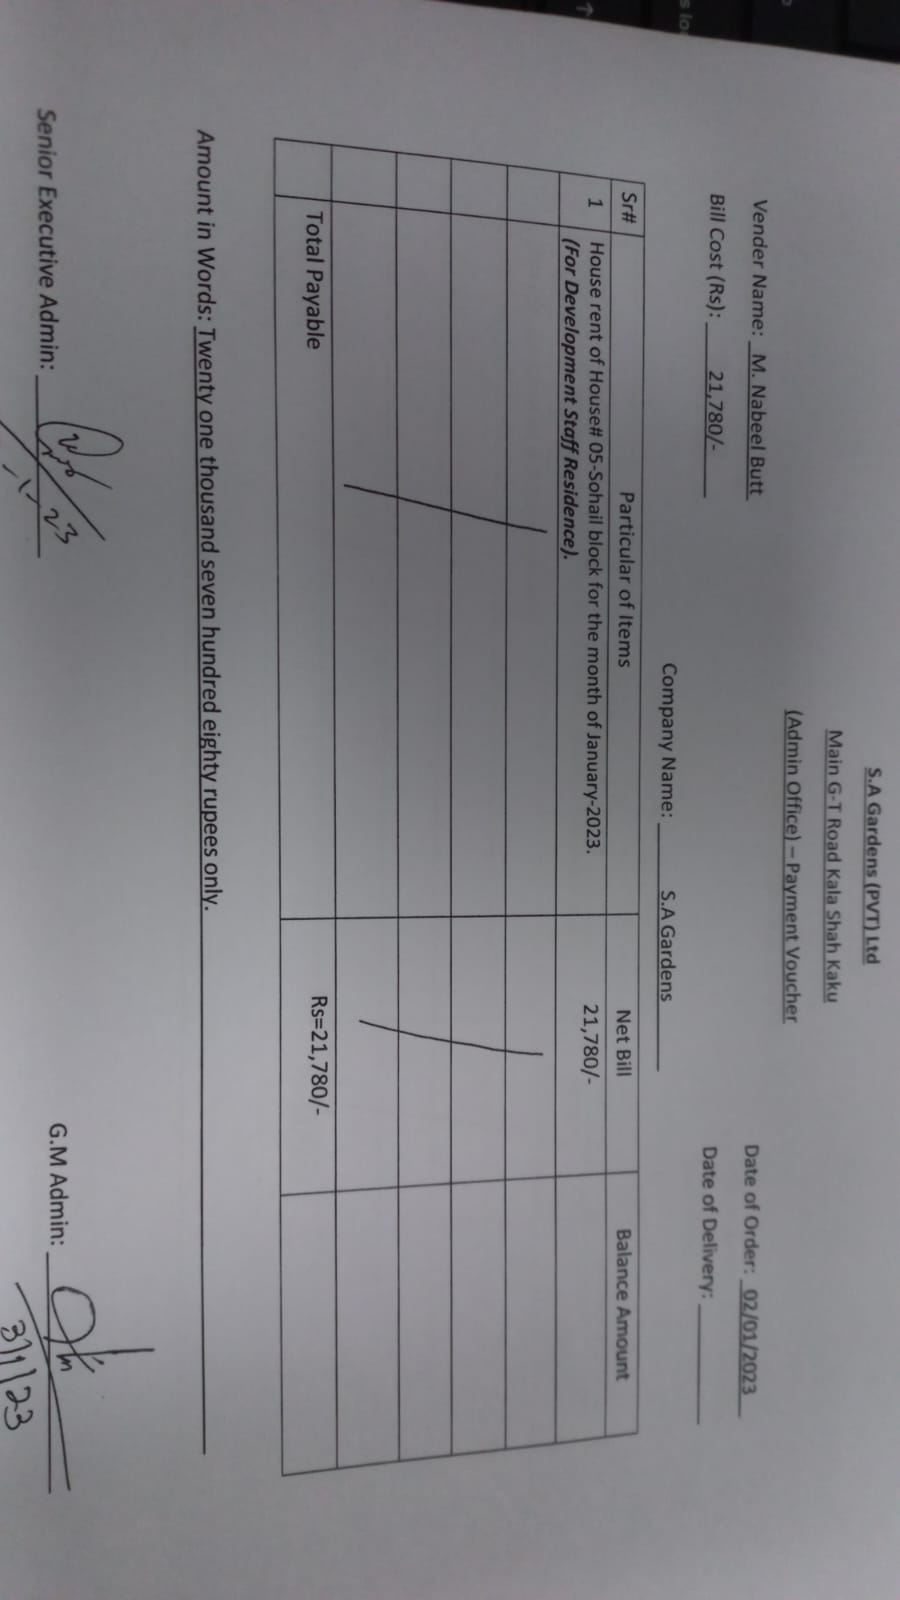 S.A Gardens (PVT) Ltd
Main G-T Road Kala Shah Kaku
(Admin Office) – Payment Voucher
Vender Name: M. Nabeel Butt
Date of Order: 02/01/2023
Bill Cost (Rs): 21,780/-
Date of Delivery:
Company Name: S.A Gardens
Sr# Particular of Items Net Bill Balance Amount
1 House rent of House# 05-Sohail block for the month of January-2023. 21,780/-
(For Development Staff Residence).
Total Payable Rs=21,780/-
Amount in Words: Twenty one thousand seven hundred eighty rupees only.
Senior Executive Admin:
G.M Admin:
3/1/23